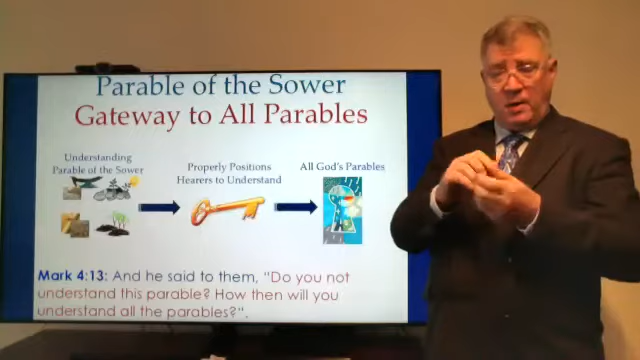 Parable of the Sower
Gateway to All Parables
Understanding
Parable of the Sower
Properly Positions
Hearers to Understand
All God's Parables
Mark 4:13: And he said to them, "Do you not
understand this parable? How then will you
understand all the parables?".